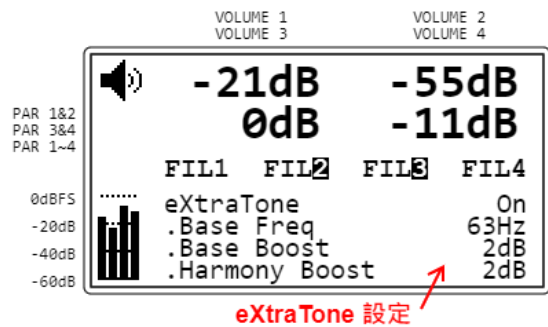 VOLUME 1 VOLUME 2
VOLUME 3 VOLUME 4
-21dB -55dB
0dB -11dB
PAR 1&2
PAR 3&4
PAR 1~4
FIL1 FIL2 FIL3 FIL4
0dBFS
-20dB
-40dB
-60dB
eXtraTone On
.Base Freq 63Hz
.Base Boost 2dB
.Harmony Boost 2dB
eXtraTone 設定